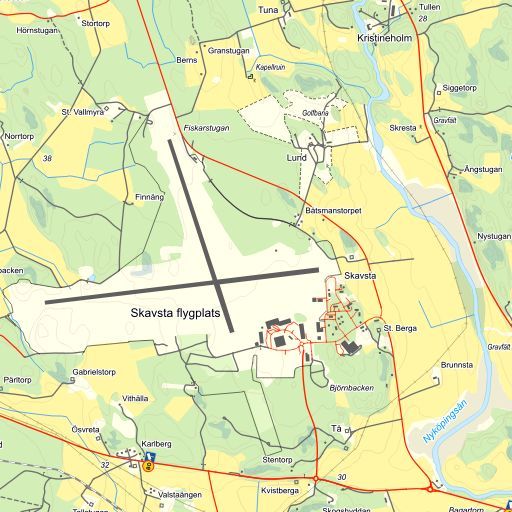 Tuna
Tullen
28
Stortorp
Hörnstugan
Kristineholm
Granstugan
Berns
Kapellruin
Siggetorp
Golfbana
St. Vallmyra
Gravfält
Fiskarstugan
Skresta
Norrtorp
38
Lund
Ängstugan
Finnäng
Båtsmanstorpet
Nystugan
backen
Skavsta
Skavsta flygplats
St. Berga
Gravfält
Brunnsta
Gabrielstorp
Påltorp
Björnbacken
Vithälla
Nyköpingsån
Tå
Ösvreta
Karlberg
Stentorp
32
30
Kvistberga
Valstaängen
Skogsbyddan
Bagartorp